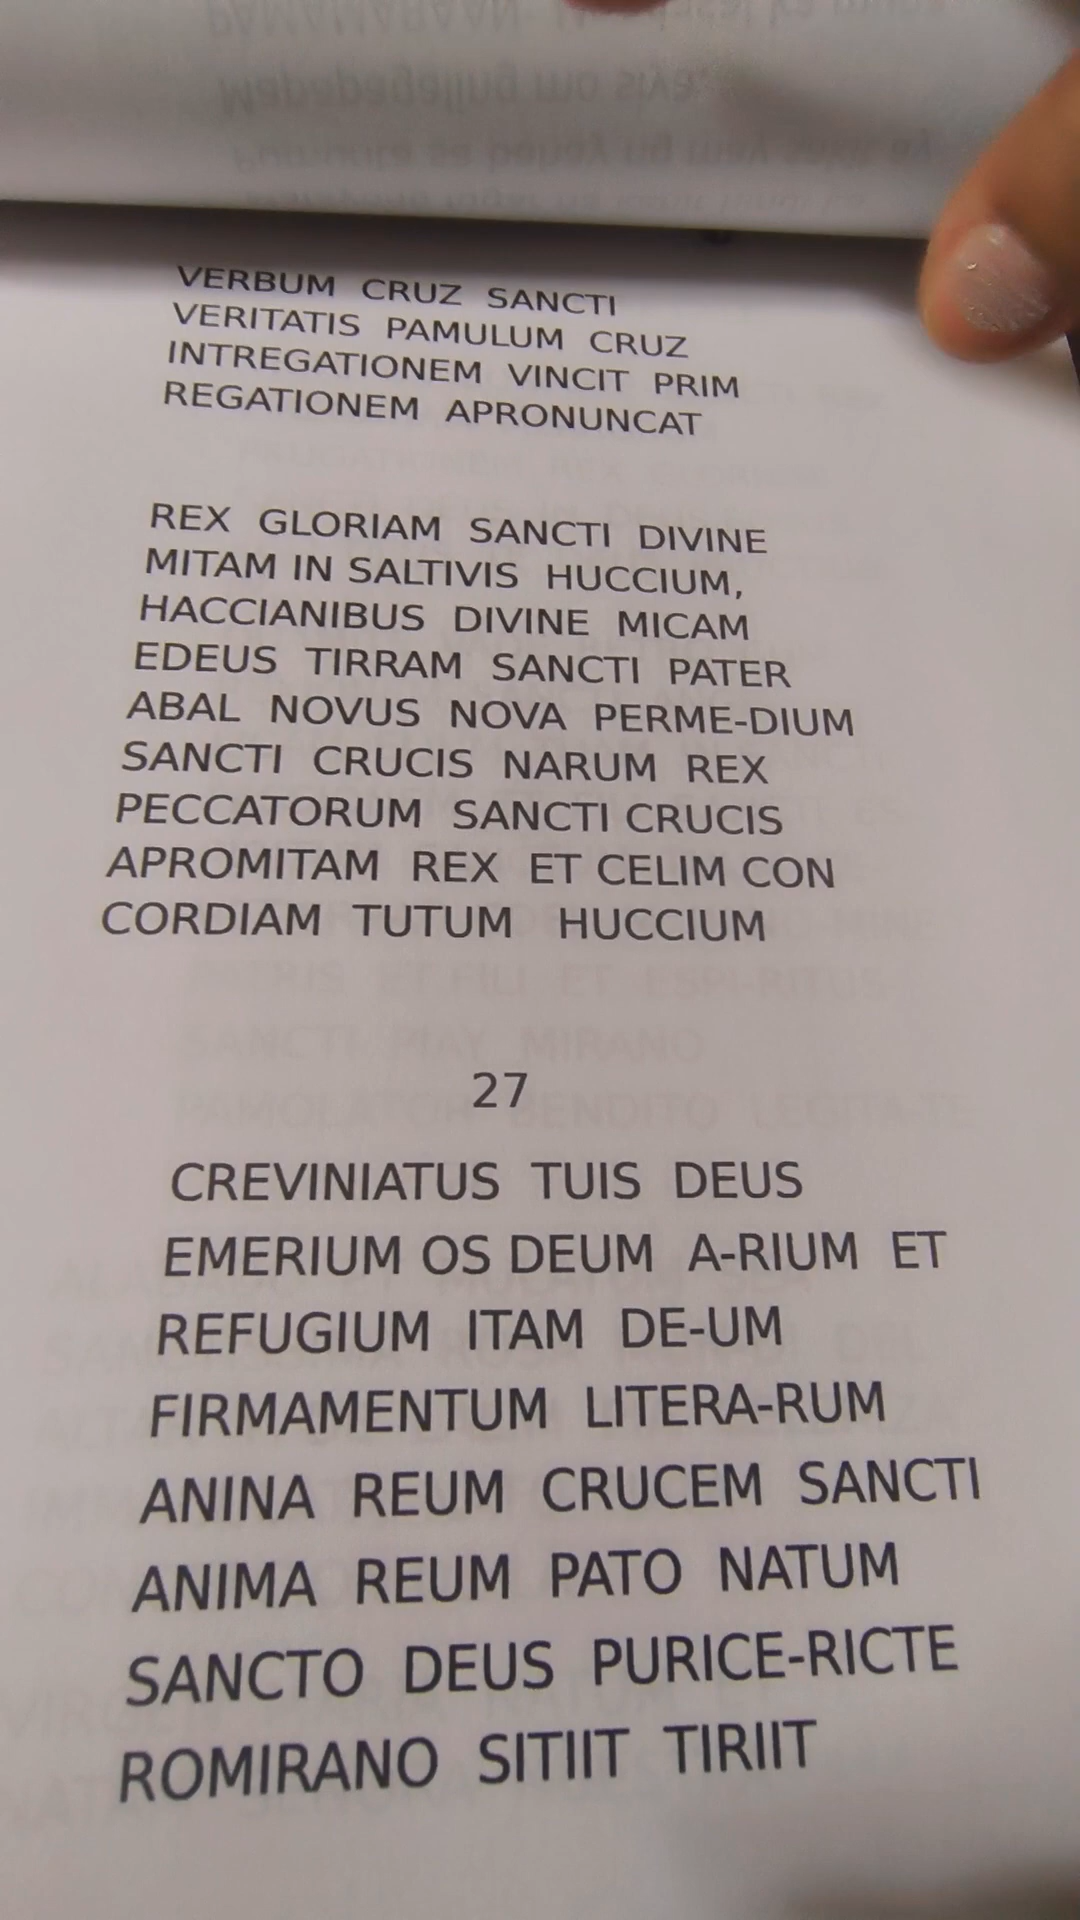 Mapapagaling mo siya.
VERBUM CRUZ SANCTI
VERITATIS PAMULUM CRUZ
INTREGATIONEM VINCIT PRIM
REGATIONEM APRONUNCAT
REX GLORIAM SANCTI DIVINE
MITAM IN SALTIVIS HUCCIUM,
HACCIANIBUS DIVINE MICAM
EDEUS TIRRAM SANCTI PATER
ABAL NOVUS NOVA PERME-DIUM
SANCTI CRUCIS NARUM REX
PECCATORUM SANCTI CRUCIS
APROMITAM REX ET CELIM CON
CORDIAM TUTUM HUCCIUM
27
CREVINIATUS TUIS DEUS
EMERIUM OS DEUM A-RIUM ET
REFUGIUM ITAM DE-UM
FIRMAMENTUM LITERA-RUM
ANINA REUM CRUCEM SANCTI
ANIMA REUM PATO NATUM
SANCTO DEUS PURICE-RICTE
ROMIRANO SITIIT TIRIIT